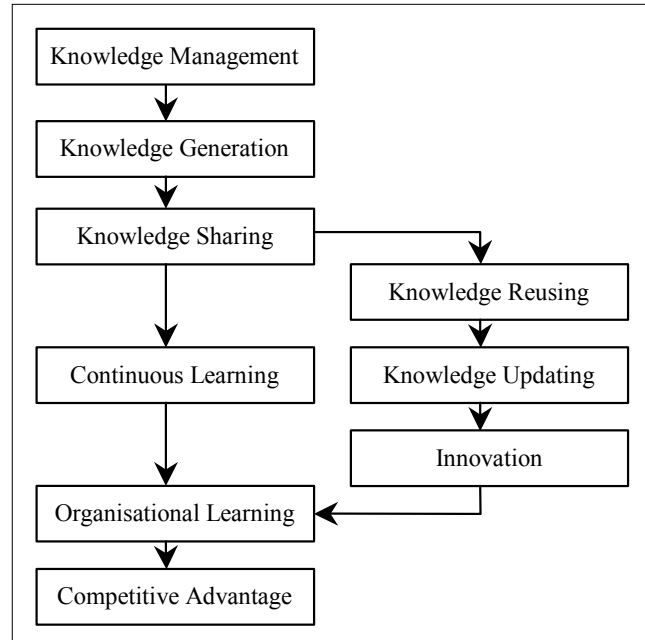 Knowledge Management
Knowledge Generation
Knowledge Sharing
Knowledge Reusing
Continuous Learning
Knowledge Updating
Innovation
Organisational Learning
Competitive Advantage